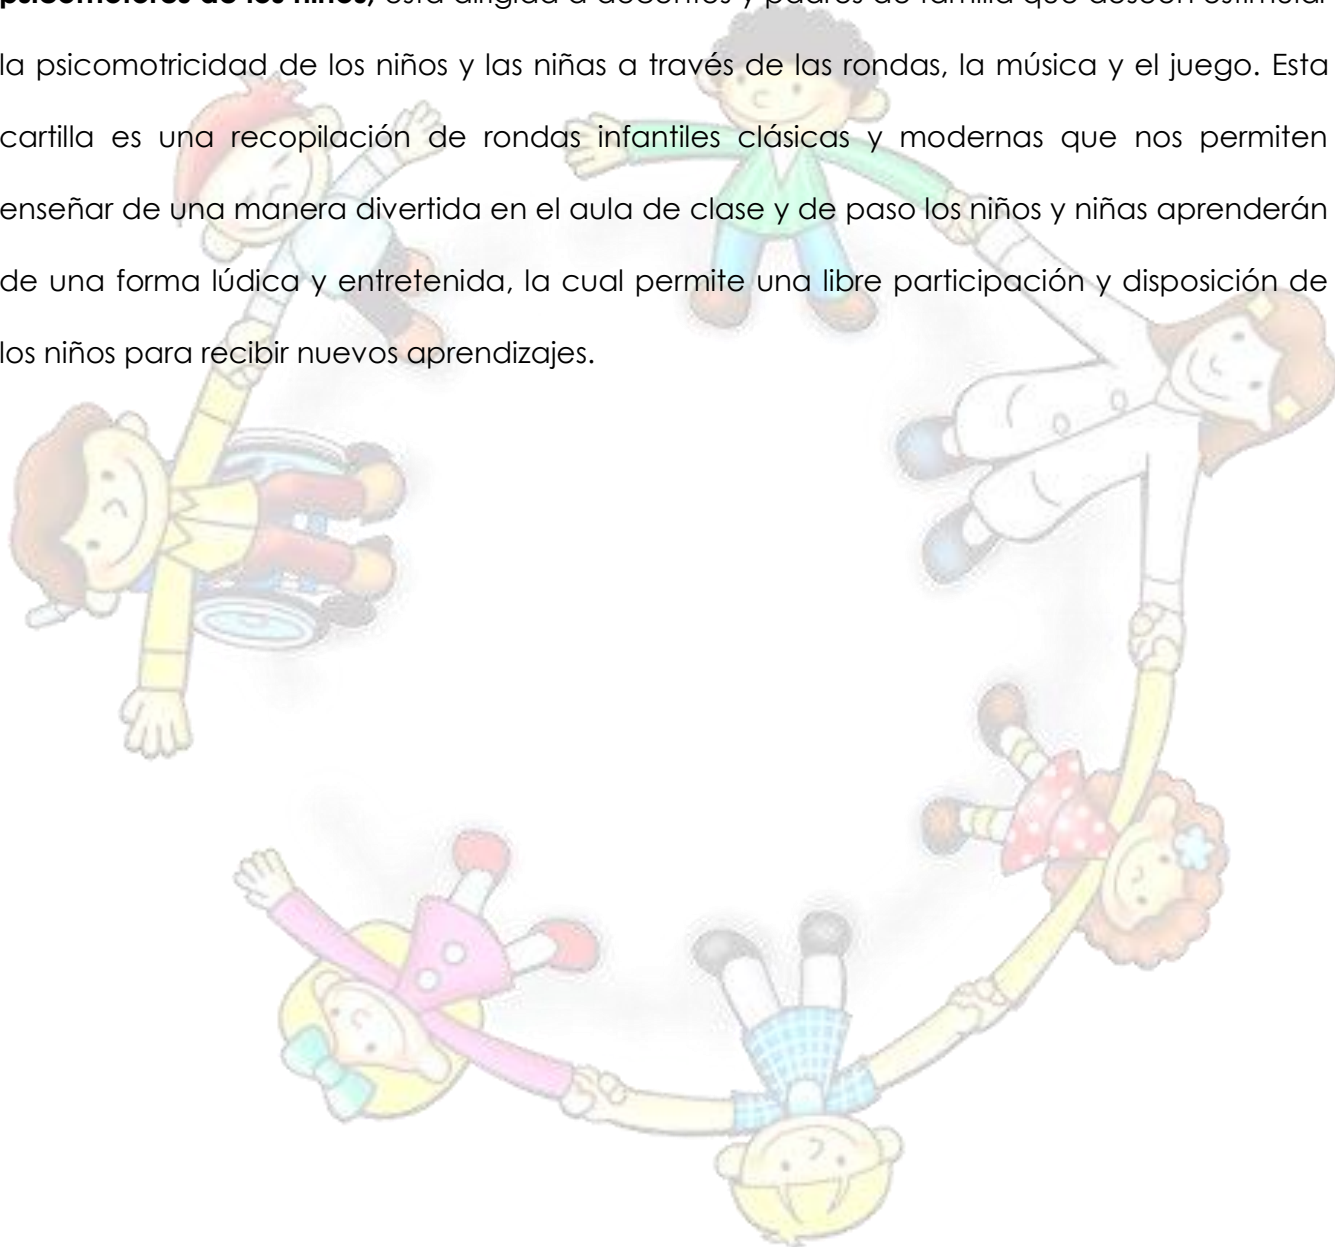 psicomotores de los niños, está dirigida a docentes y padres de familia que deseen estimular
la psicomotricidad de los niños y las niñas a través de las rondas, la música y el juego. Esta
cartilla es una recopilación de rondas infantiles clásicas y modernas que nos permiten
enseñar de una manera divertida en el aula de clase y de paso los niños y niñas aprenderán
de una forma lúdica y entretenida, la cual permite una libre participación y disposición de
los niños para recibir nuevos aprendizajes.